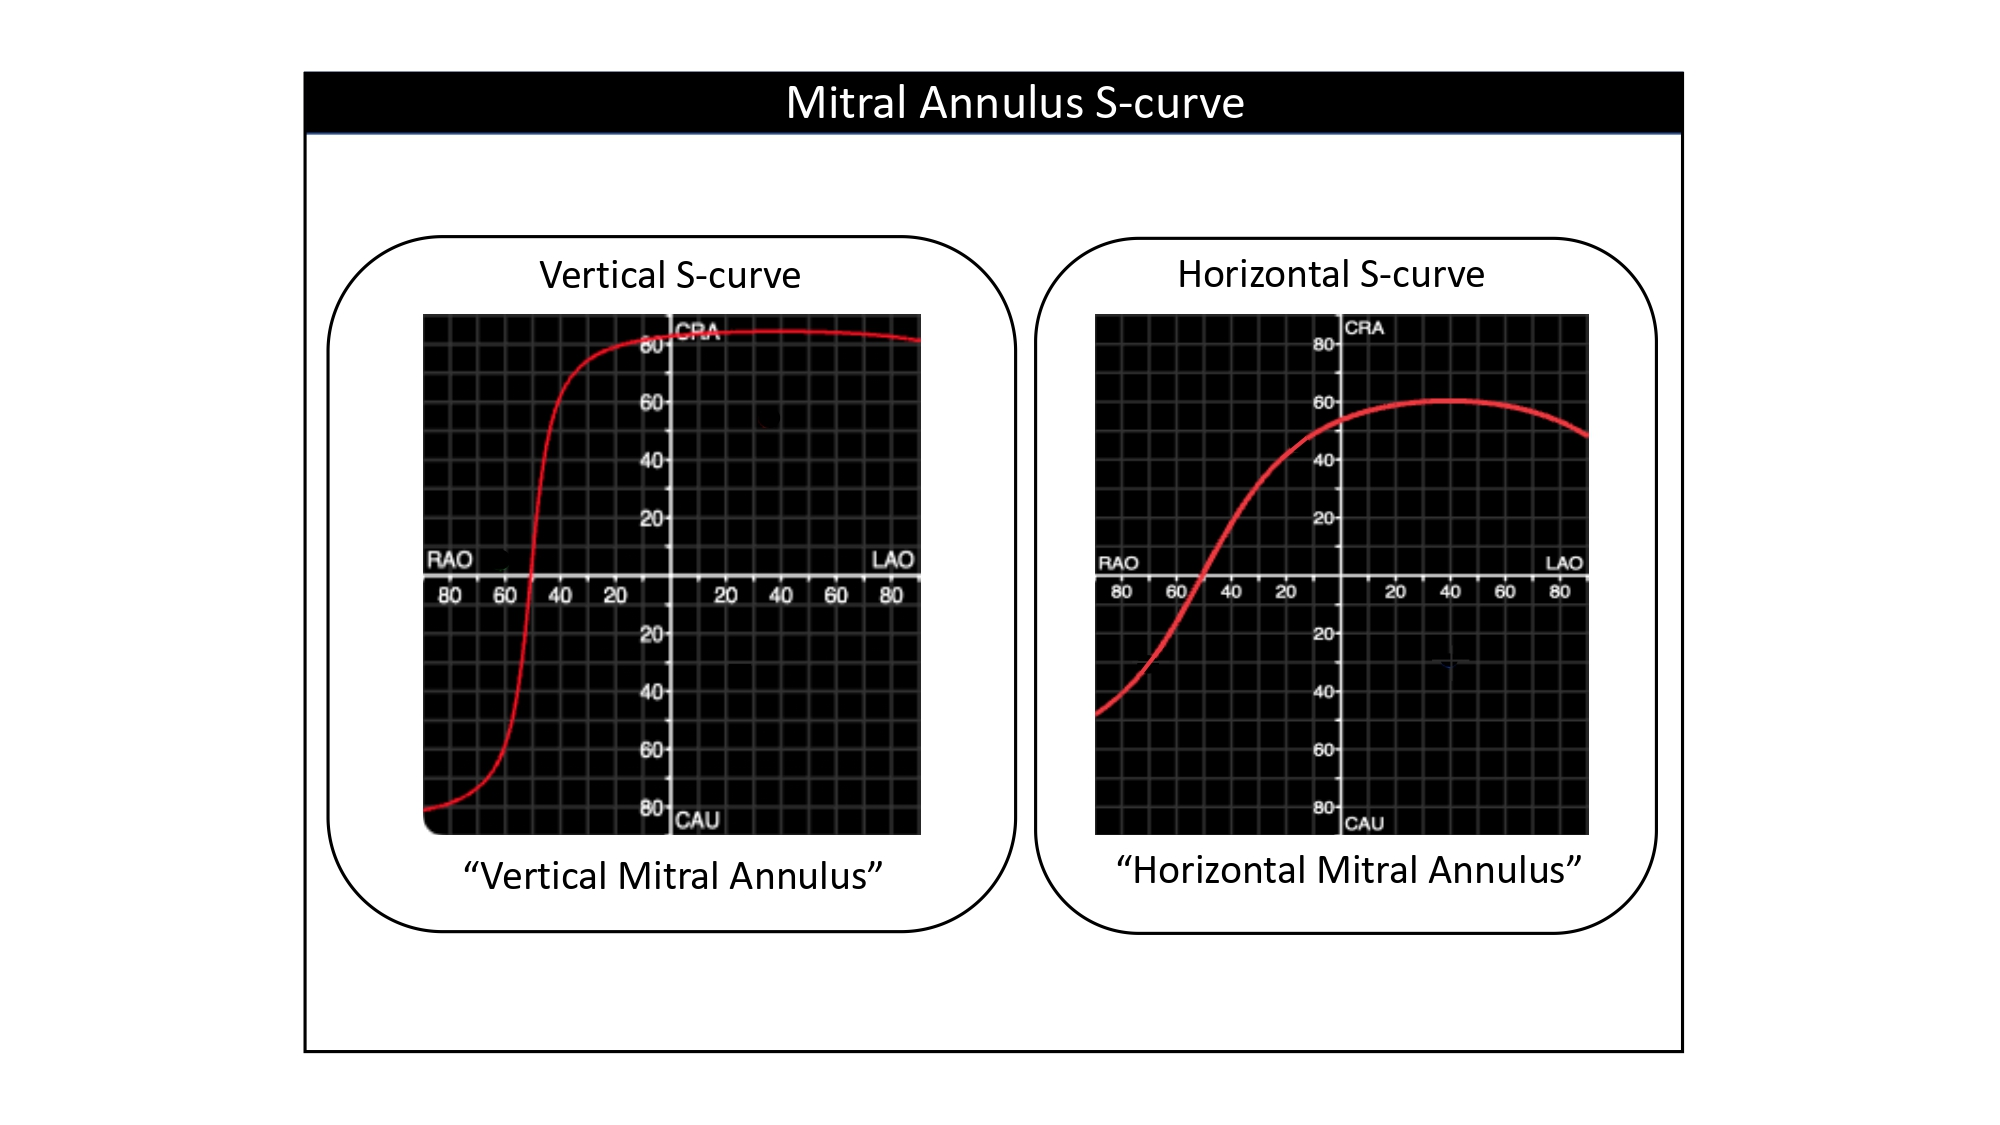 Mitral Annulus S-curve
Vertical S-curve
CRA
80
60
40
20
RAO LAO
80 60 40 20 20 40 60 80
20
40
60
80
CAU
“Vertical Mitral Annulus”
Horizontal S-curve
CRA
80
60
40
20
RAO LAO
80 60 40 20 20 40 60 80
20
40
60
80
CAU
“Horizontal Mitral Annulus”